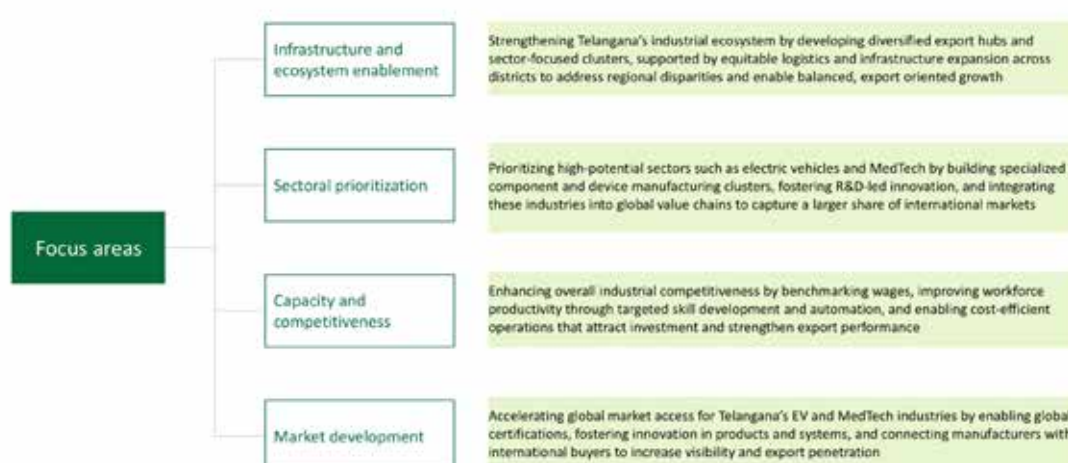 Focus areas
Infrastructure and
ecosystem enablement
Strengthening Telangana's industrial ecosystem by developing diversified export hubs and
sector-focused clusters, supported by equitable logistics and infrastructure expansion across
districts to address regional disparities and enable balanced, export oriented growth
Sectoral prioritization
Prioritizing high-potential sectors such as electric vehicles and MedTech by building specialized
component and device manufacturing clusters, fostering R&D-led innovation, and integrating
these industries into global value chains to capture a larger share of international markets
Capacity and
competitiveness
Enhancing overall industrial competitiveness by benchmarking wages, improving workforce
productivity through targeted skill development and automation, and enabling cost-efficient
operations that attract investment and strengthen export performance
Market development
Accelerating global market access for Telangana's EV and MedTech industries by enabling global
certifications, fostering innovation in products and systems, and connecting manufacturers with
international buyers to increase visibility and export penetration